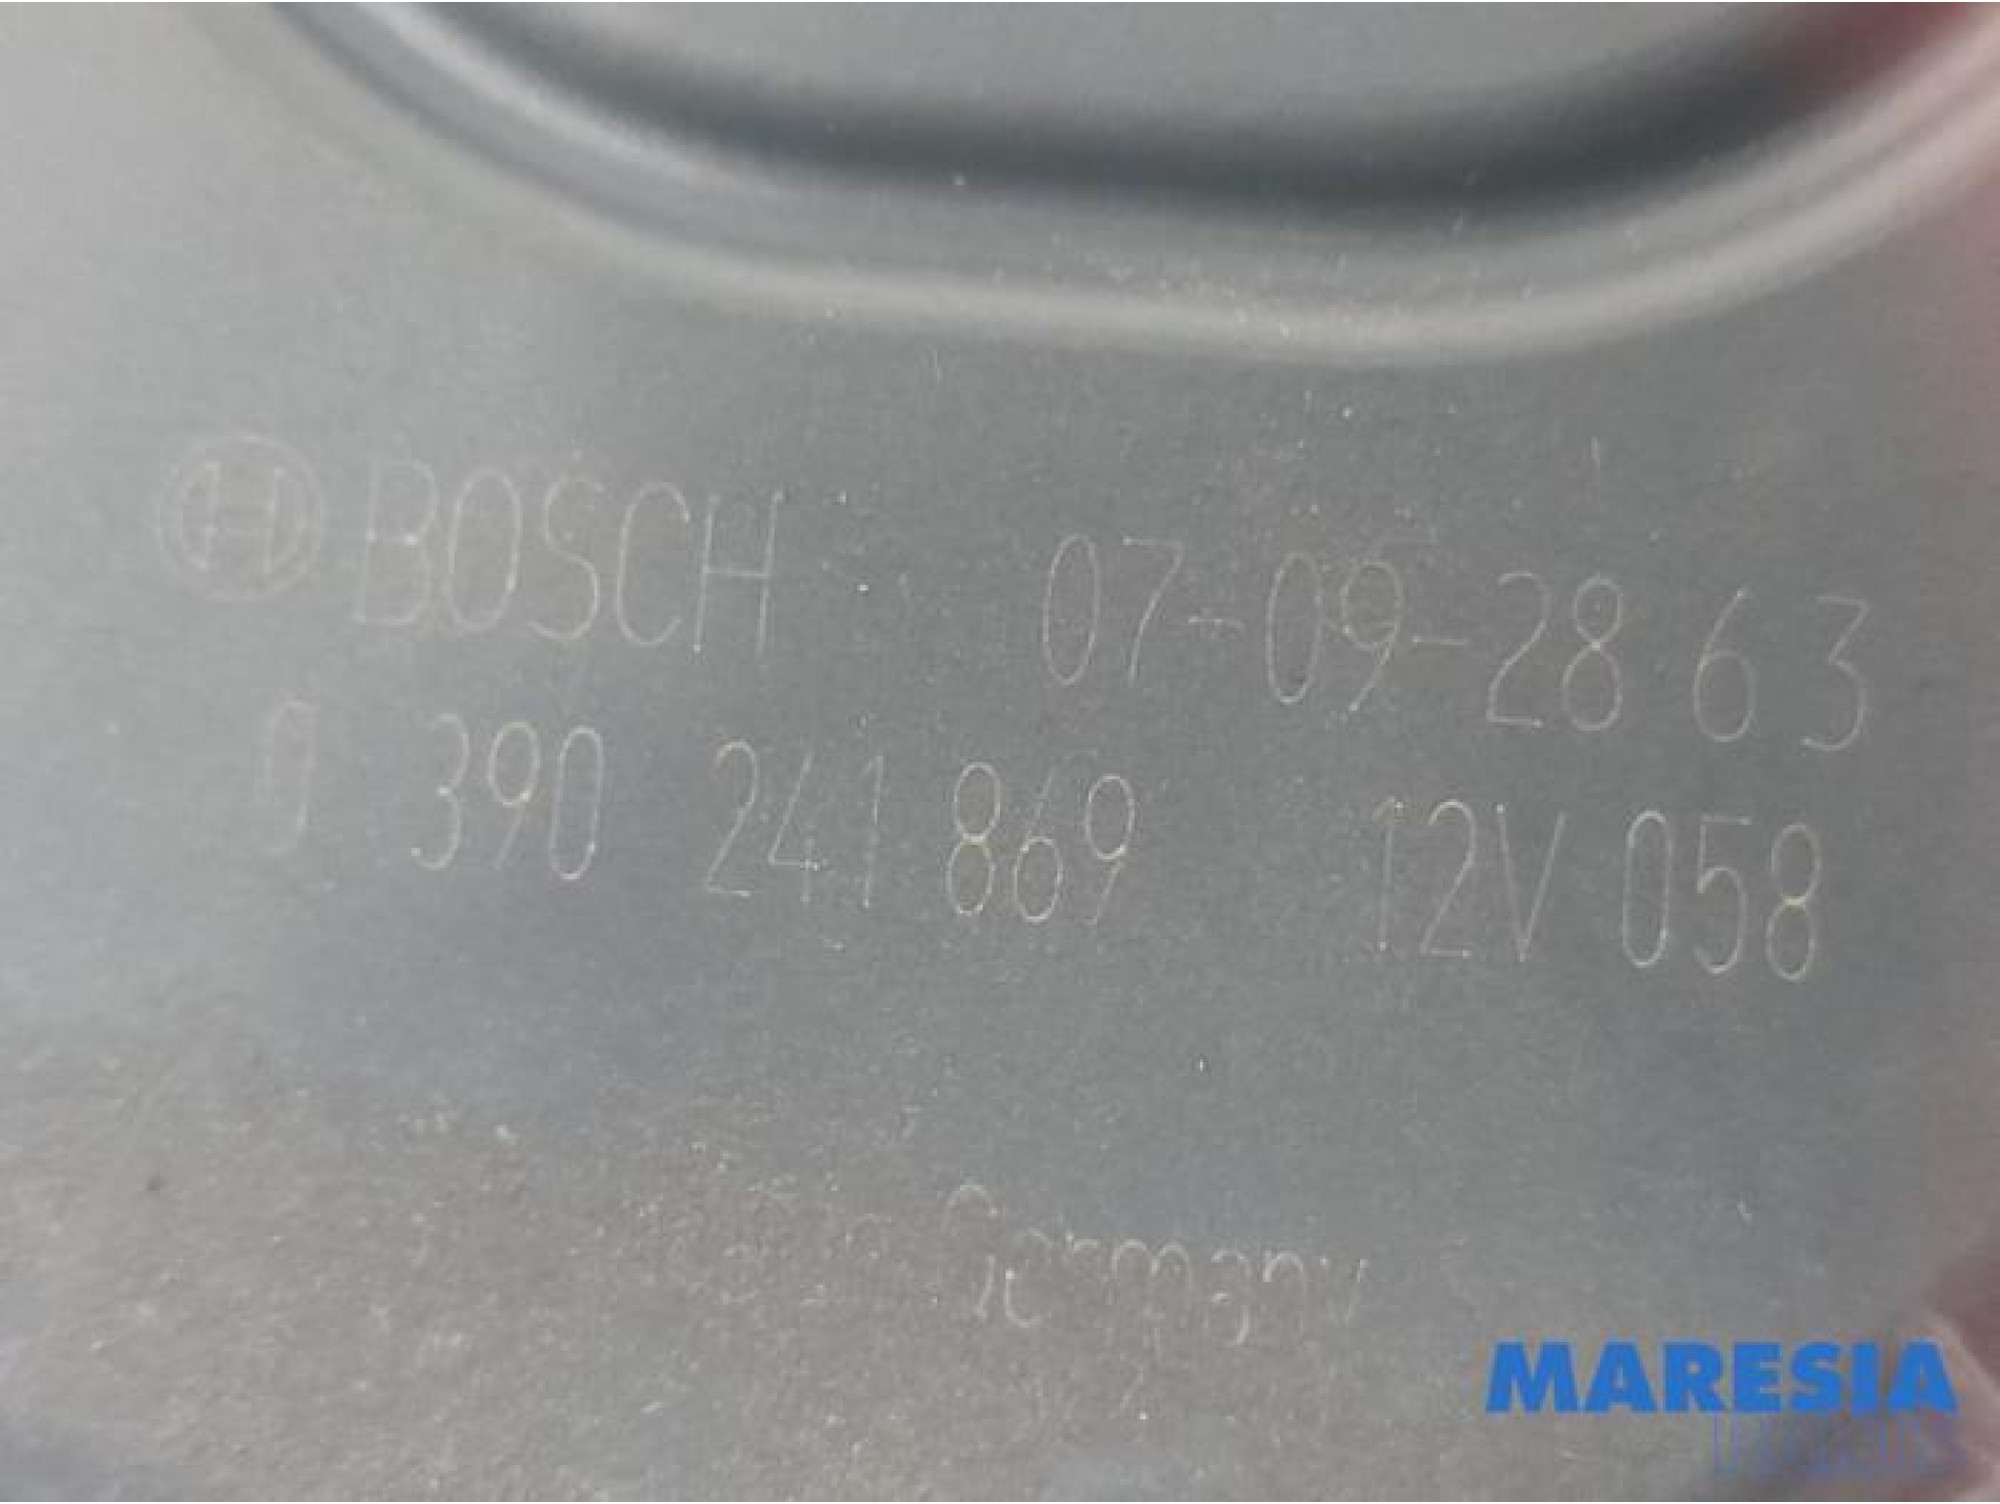 BOSCH 07-09-28 63
0 390 241 869 12V 058
Germany
MARESIA